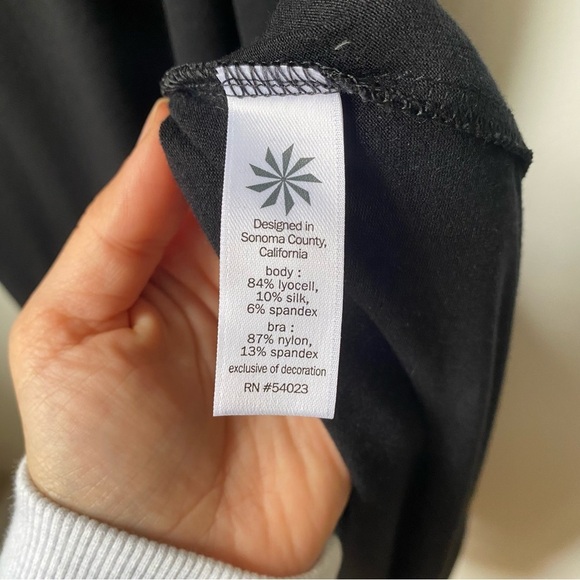 Designed in
Sonoma County,
California
body :
84% lyocell,
10% silk,
6% spandex
bra :
87% nylon,
13% spandex
exclusive of decoration
RN #54023